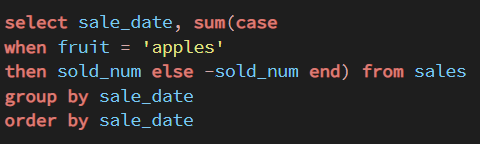 select sale_date, sum(case
when fruit = 'apples'
then sold_num else -sold_num end) from sales
group by sale_date
order by sale_date